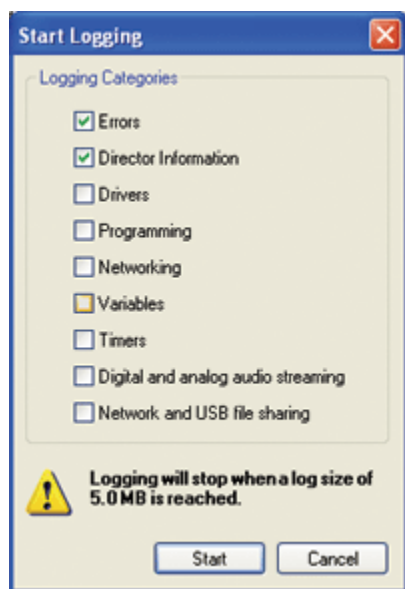 Start Logging
Logging Categories
Errors
Director Information
Drivers
Programming
Networking
Variables
Timers
Digital and analog audio streaming
Network and USB file sharing
Logging will stop when a log size of
5.0 MB is reached.
Start
Cancel